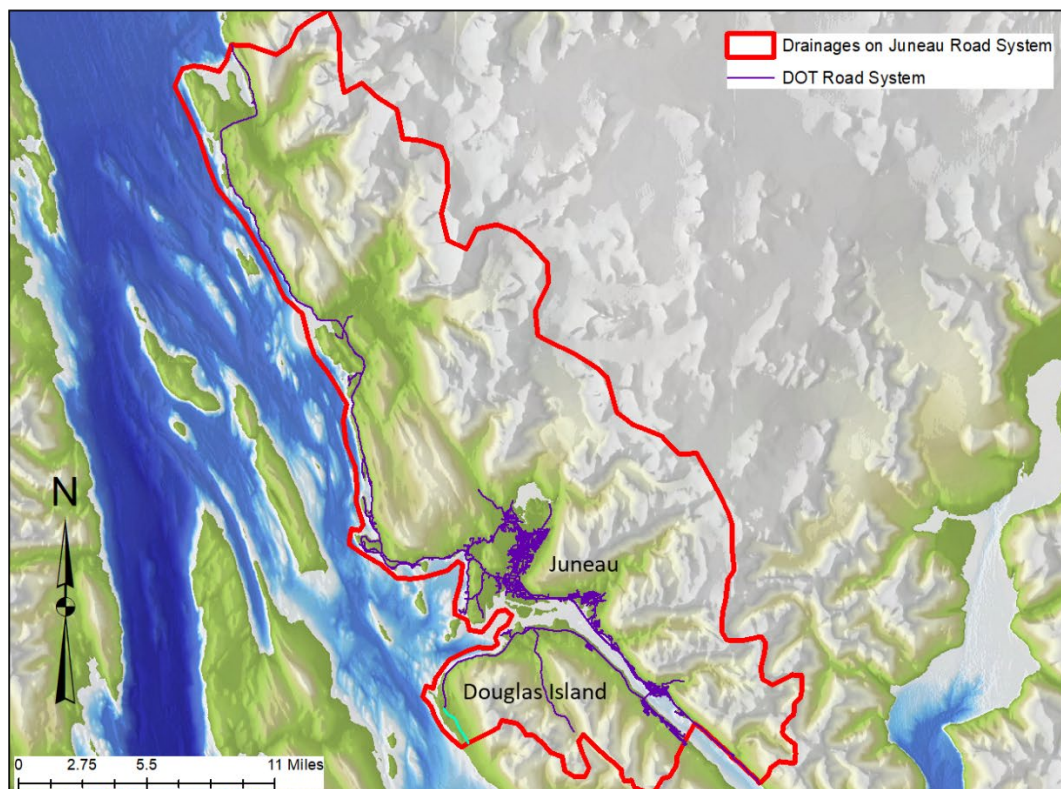 Drainages on Juneau Road System
DOT Road System
N
Juneau
Douglas Island
0 2.75 5.5 11 Miles